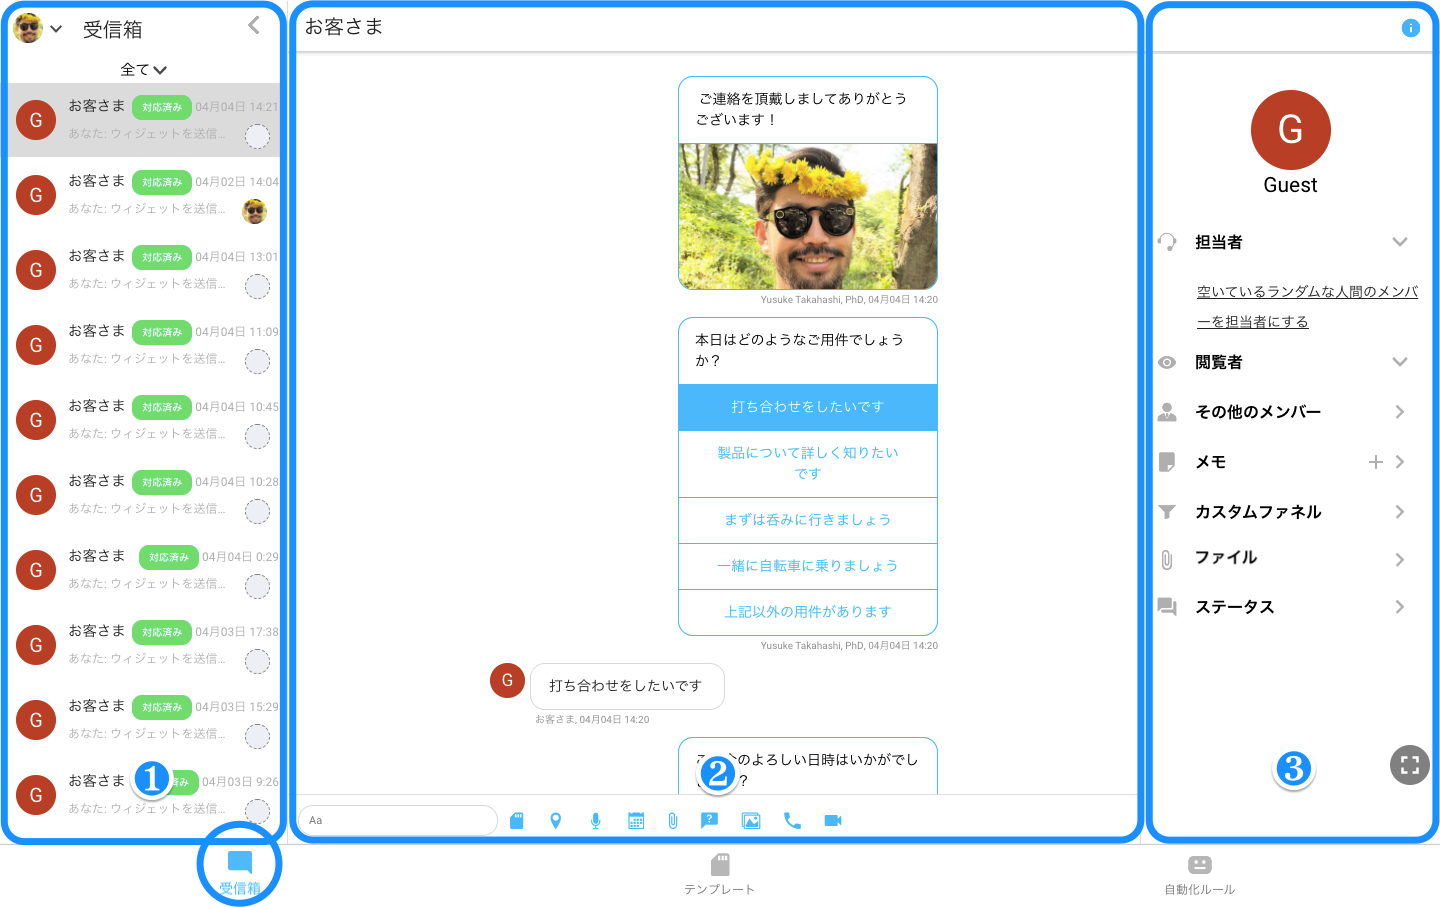 受信箱
全て
G
お客さま 対応済み 04月04日 14:21
あなた: ウィジェットを送信...
G
お客さま 対応済み 04月02日 14:04
あなた: ウィジェットを送信...
G
お客さま 対応済み 04月04日 13:01
あなた: ウィジェットを送信...
G
お客さま 対応済み 04月04日 11:09
あなた: ウィジェットを送信...
G
お客さま 対応済み 04月04日 10:45
あなた: ウィジェットを送信...
G
お客さま 対応済み 04月04日 10:28
あなた: ウィジェットを送信...
G
お客さま 対応済み 04月04日 0:29
あなた: ウィジェットを送信...
G
お客さま 対応済み 04月03日 17:38
あなた: ウィジェットを送信...
G
お客さま 対応済み 04月03日 15:29
あなた: ウィジェットを送信...
G
お客さま 済み 04月03日 9:26
あなた: ウィジェットを送信...
1
お客さま
ご連絡を頂戴しましてありがとう
ございます！
Yusuke Takahashi, PhD, 04月04日 14:20
本日はどのようなご用件でしょう
か？
打ち合わせをしたいです
製品について詳しく知りたい
です
まずは呑みに行きましょう
一緒に自転車に乗りましょう
上記以外の用件があります
Yusuke Takahashi, PhD, 04月04日 14:20
G
打ち合わせをしたいです
お客さま, 04月04日 14:20
のよろしい日時はいかがでし
？
2
Aa
G
Guest
担当者
空いているランダムな人間のメンバ
ーを担当者にする
閲覧者
その他のメンバー
メモ
カスタムファネル
ファイル
ステータス
3
受信箱
テンプレート
自動化ルール